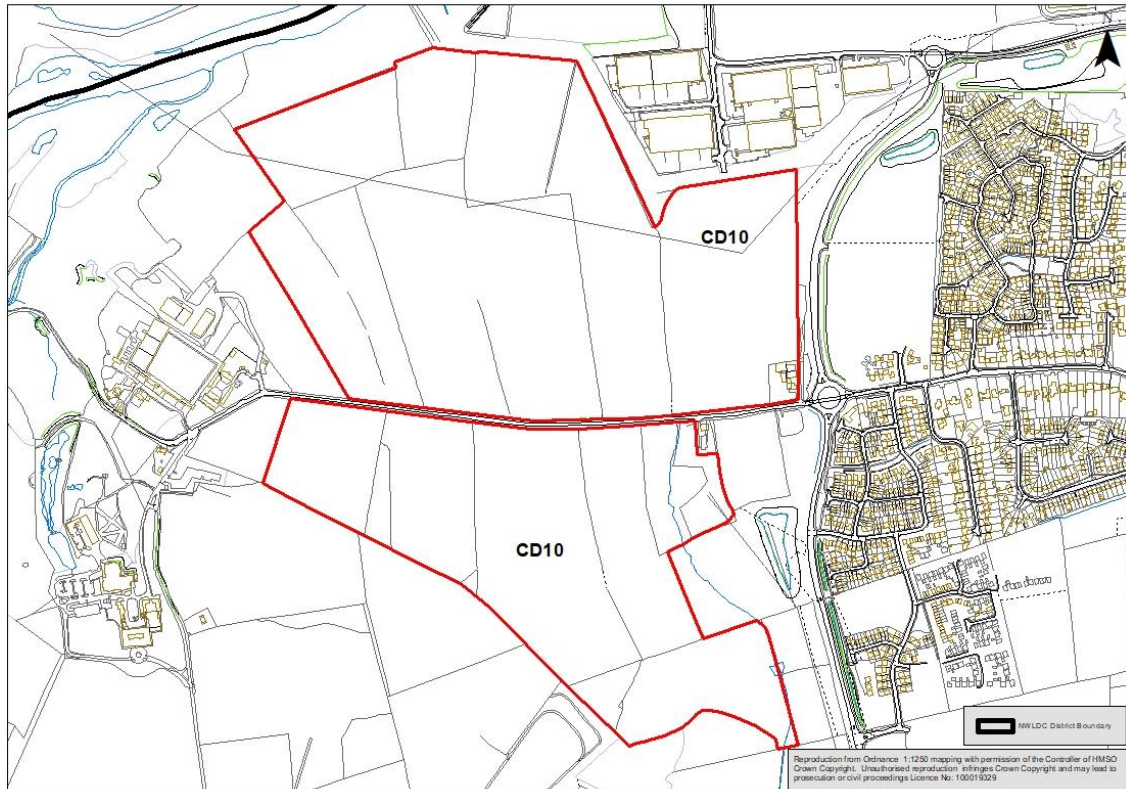 CD10
CD10
NWLDC District Boundary
Reproduction from Ordnance 1:1250 mapping with permission of the Controller of HMSO
Crown Copyright. Unauthorised reproduction infringes Crown Copyright and may lead to
prosecution or civil proceedings Licence No: 100019329